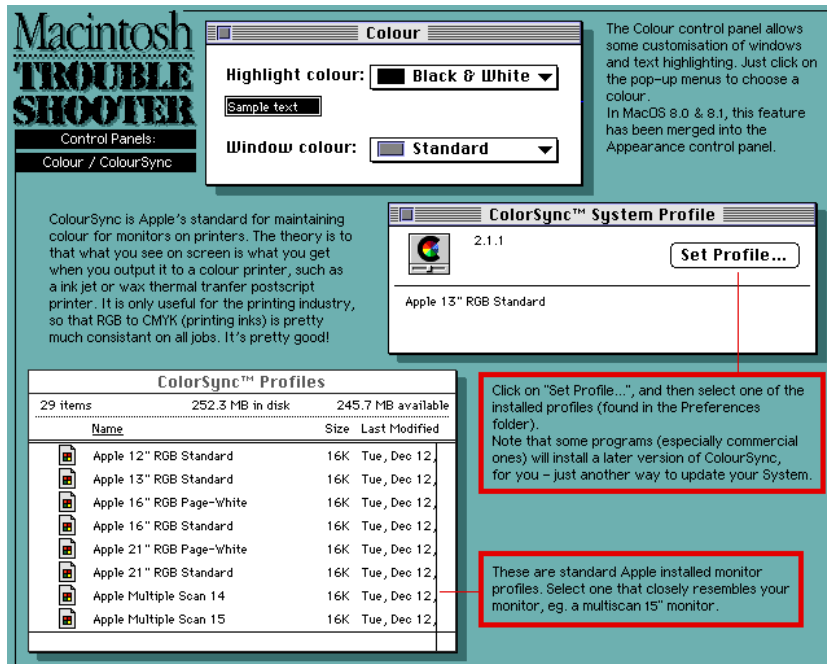 Macintosh
TROUBLE
SHOOTER
Control Panels:
Colour / ColourSync
Colour
Highlight colour: Black & White
Sample text
Window colour: Standard
The Colour control panel allows
some customisation of windows
and text highlighting. Just click on
the pop-up menus to choose a
colour.
In MacOS 8.0 & 8.1, this feature
has been merged into the
Appearance control panel.
ColourSync is Apple's standard for maintaining
colour for monitors on printers. The theory is to
that what you see on screen is what you get
when you output it to a colour printer, such as
a ink jet or wax thermal tranfer postscript
printer. It is only useful for the printing industry,
so that RGB to CMYK (printing inks) is pretty
much consistant on all jobs. It's pretty good!
ColorSync™ System Profile
2.1.1
Set Profile...
Apple 13" RGB Standard
Click on "Set Profile...", and then select one of the
installed profiles (found in the Preferences
folder).
Note that some programs (especially commercial
ones) will install a later version of ColourSync,
for you - just another way to update your System.
ColorSync™ Profiles
29 items 252.3 MB in disk 245.7 MB available
Name Size Last Modified
Apple 12" RGB Standard 16K Tue, Dec 12,
Apple 13" RGB Standard 16K Tue, Dec 12,
Apple 16" RGB Page-White 16K Tue, Dec 12,
Apple 16" RGB Standard 16K Tue, Dec 12,
Apple 21" RGB Page-White 16K Tue, Dec 12,
Apple 21" RGB Standard 16K Tue, Dec 12,
Apple Multiple Scan 14 16K Tue, Dec 12,
Apple Multiple Scan 15 16K Tue, Dec 12,
These are standard Apple installed monitor
profiles. Select one that closely resembles your
monitor, eg. a multiscan 15" monitor.